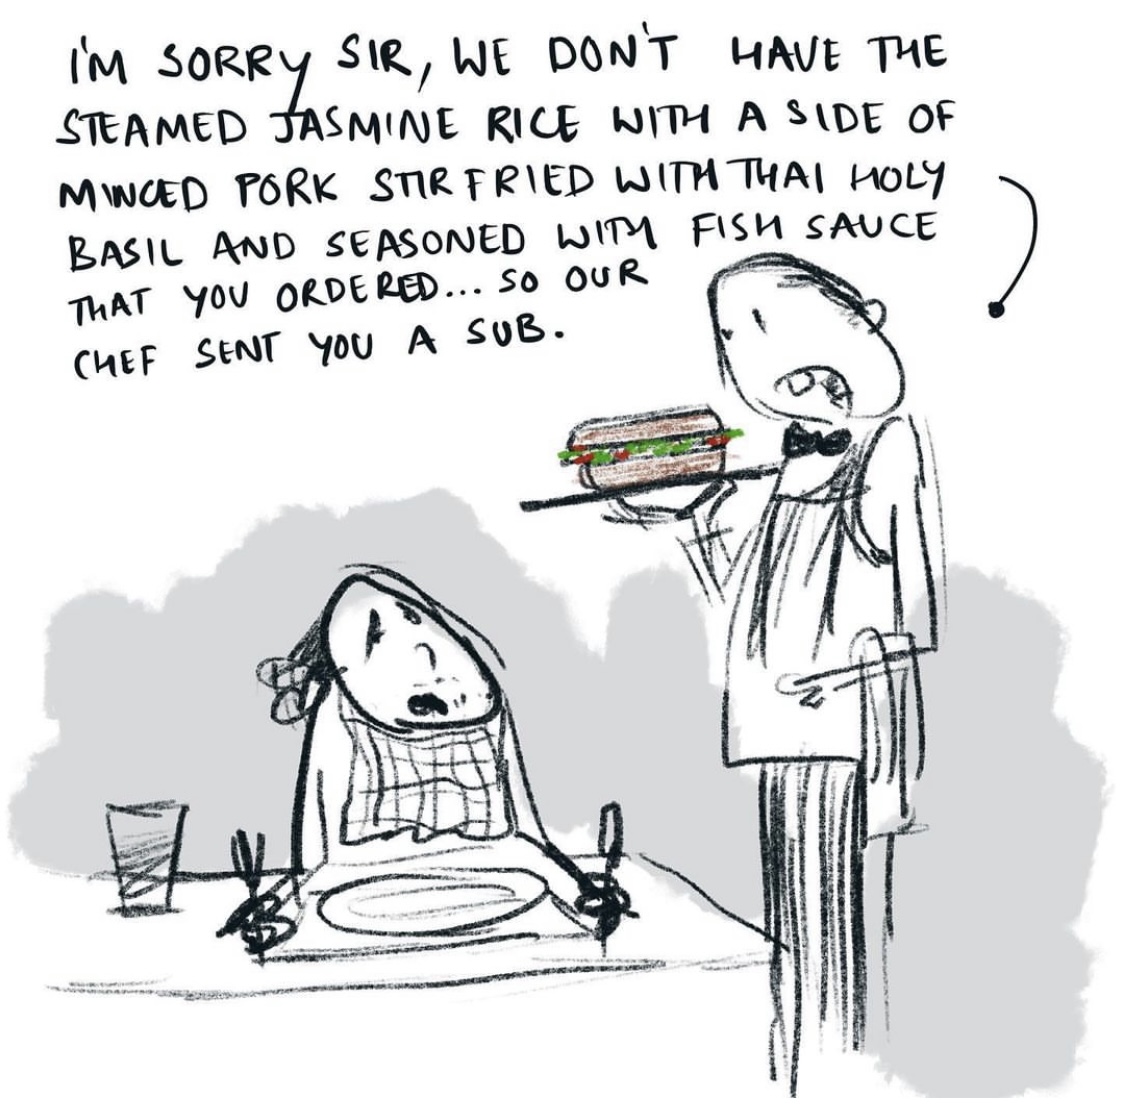 I'M SORRY SIR, WE DON'T HAVE THE
STEAMED JASMINE RICE WITH A SIDE OF
MINCED PORK STIR FRIED WITH THAI HOLY
BASIL AND SEASONED WITH FISH SAUCE
THAT YOU ORDERED... SO OUR
CHEF SENT YOU A SUB.